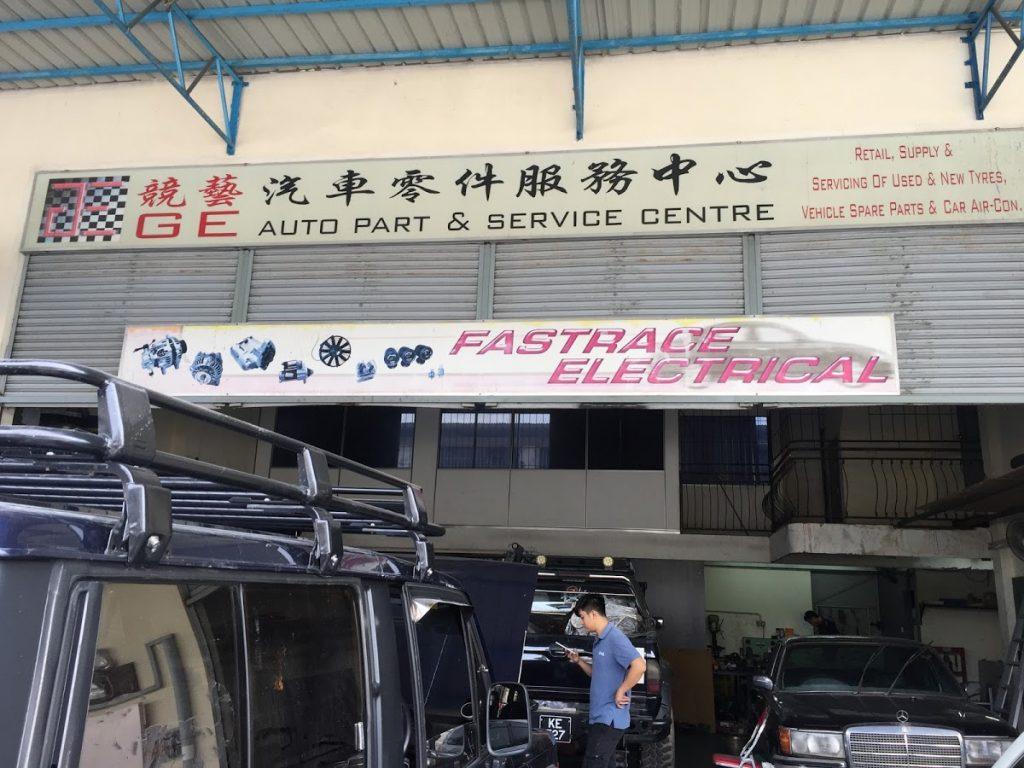 競藝 汽車零件服務中心
GE AUTO PART & SERVICE CENTRE
RETAIL, SUPPLY &
SERVICING OF USED & NEW TYRES,
VEHICLE SPARE PARTS & CAR AIR-CON.
FASTRACE
ELECTRICAL
KE